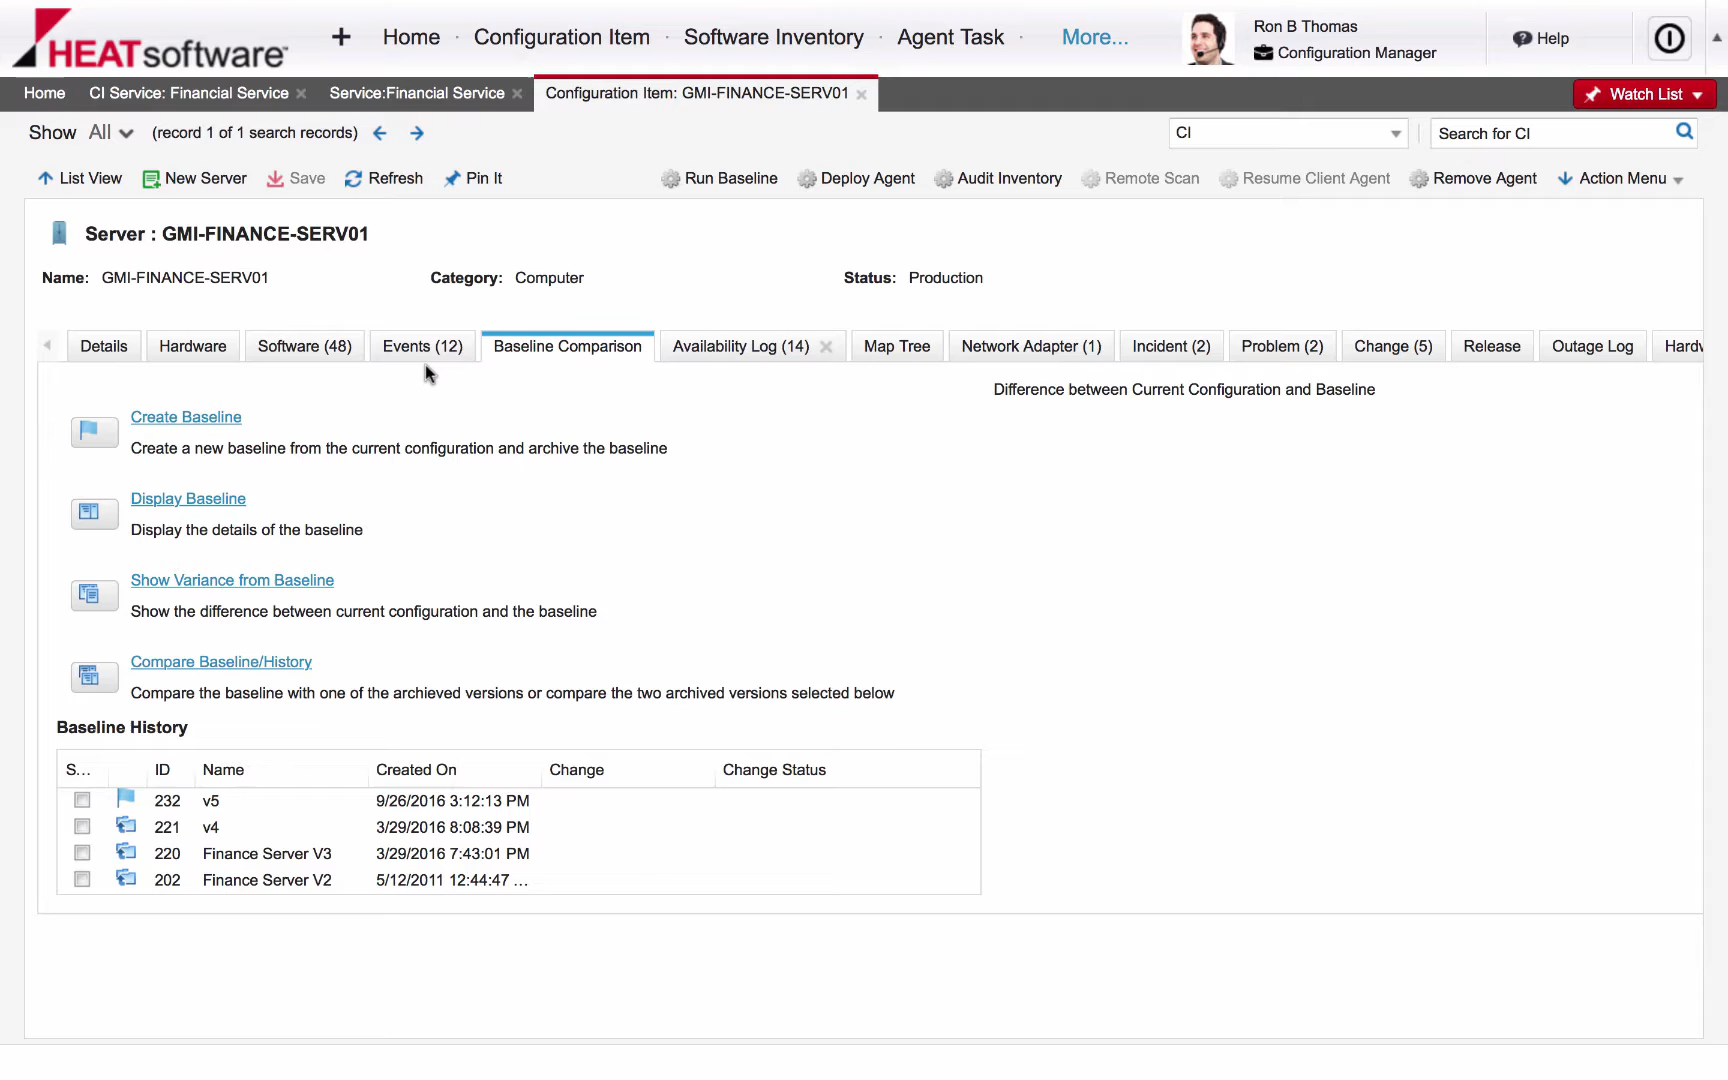 HEATsoftware
+ Home · Configuration Item · Software Inventory · Agent Task · More...
Ron B Thomas
Configuration Manager
Help
Home CI Service: Financial Service × Service:Financial Service × Configuration Item: GMI-FINANCE-SERV01 ×
Watch List
Show All (record 1 of 1 search records)
CI
Search for CI
List View New Server Save Refresh Pin It Run Baseline Deploy Agent Audit Inventory Remote Scan Resume Client Agent Remove Agent Action Menu
Server : GMI-FINANCE-SERV01
Name: GMI-FINANCE-SERV01 Category: Computer Status: Production
Details Hardware Software (48) Events (12) Baseline Comparison Availability Log (14) × Map Tree Network Adapter (1) Incident (2) Problem (2) Change (5) Release Outage Log Hardv
Difference between Current Configuration and Baseline
Create Baseline
Create a new baseline from the current configuration and archive the baseline
Display Baseline
Display the details of the baseline
Show Variance from Baseline
Show the difference between current configuration and the baseline
Compare Baseline/History
Compare the baseline with one of the archieved versions or compare the two archived versions selected below
Baseline History
S... ID Name Created On Change Change Status
232 v5 9/26/2016 3:12:13 PM
221 v4 3/29/2016 8:08:39 PM
220 Finance Server V3 3/29/2016 7:43:01 PM
202 Finance Server V2 5/12/2011 12:44:47 ...